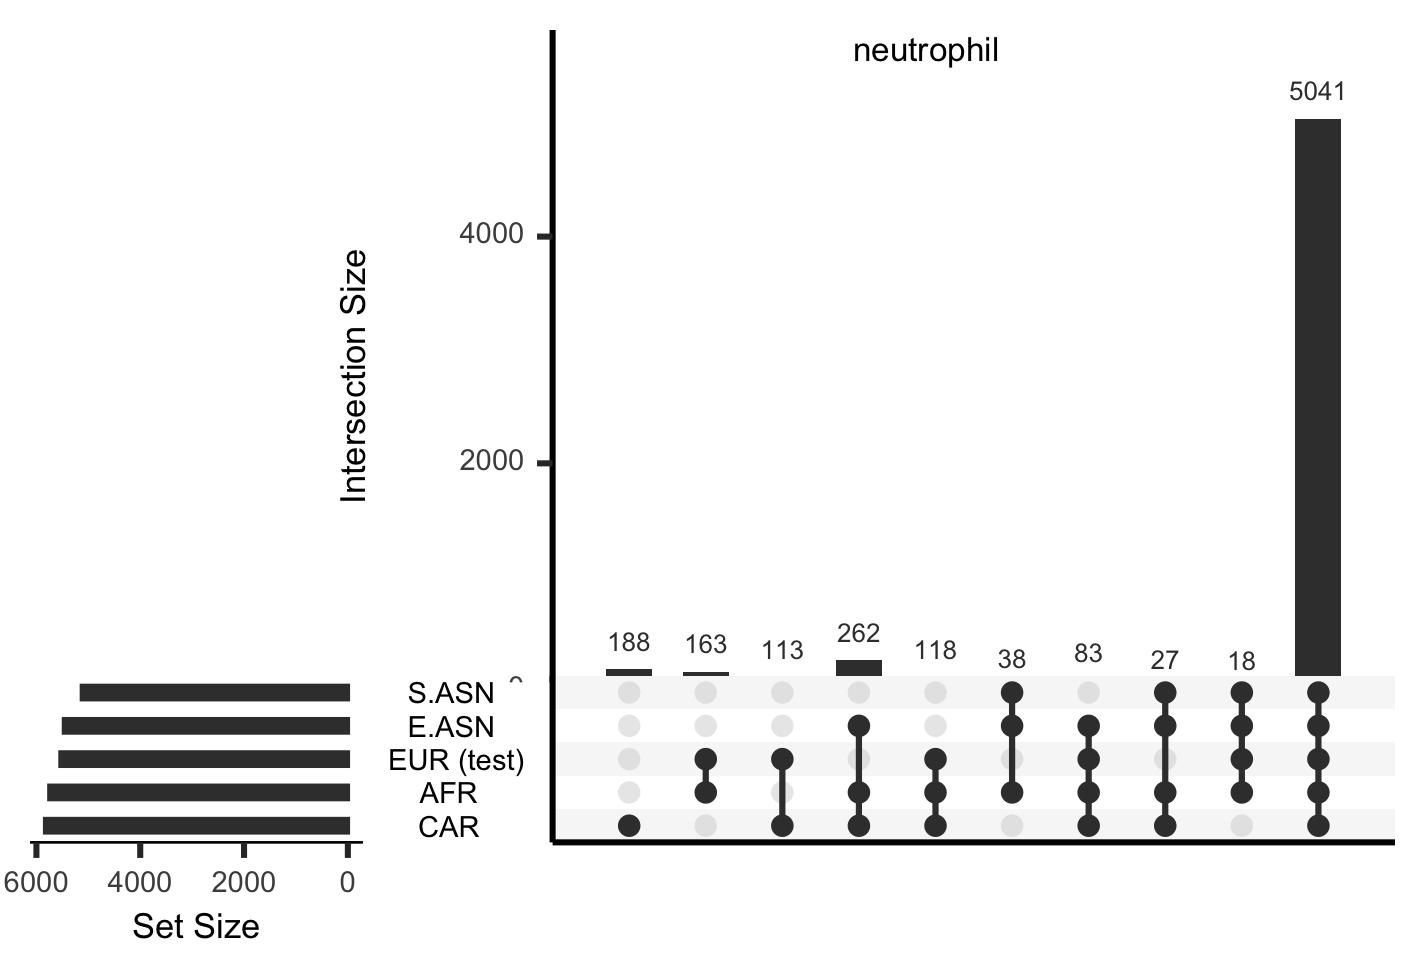 neutrophil
5041
4000
Intersection Size
2000
188 163 113 262 118 38 83 27 18
0
S.ASN
E.ASN
EUR (test)
AFR
CAR
6000 4000 2000 0
Set Size